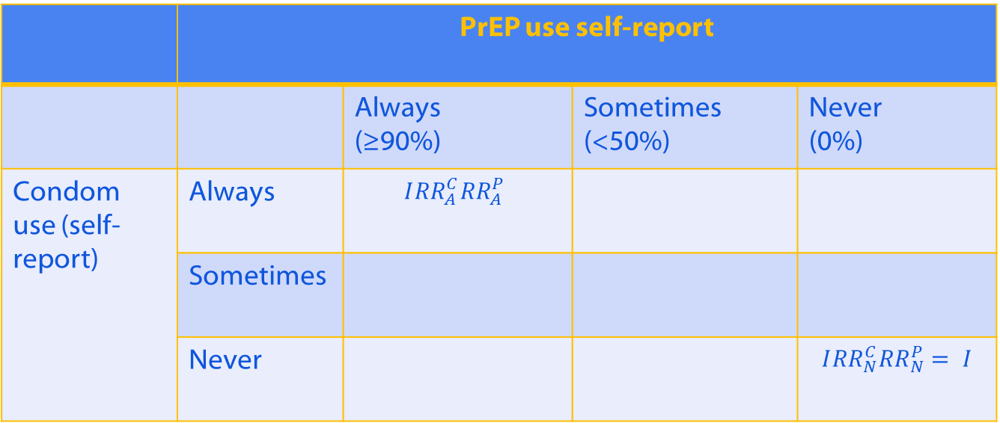 PrEP use self-report
Always
(≥90%)
Sometimes
(<50%)
Never
(0%)
Condom
use (self-
report)
Always
$IRR_A^C RR_A^P$
Sometimes
Never
$IRR_N^C RR_N^P = I$